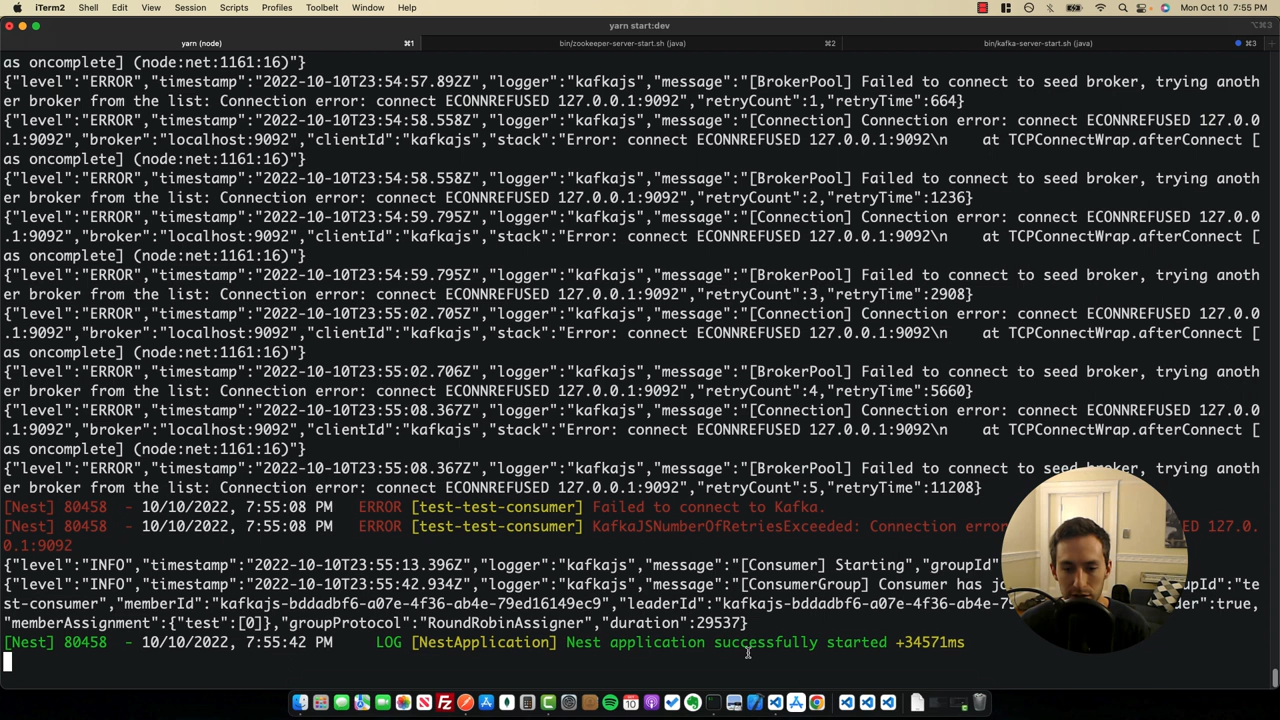 iTerm2 Shell Edit View Session Scripts Profiles Toolbelt Window Help Mon Oct 10 7:55 PM
yarn start:dev ⌥⌘3
yarn (node) ⌘1 bin/zookeeper-server-start.sh (java) ⌘2 bin/kafka-server-start.sh (java) ⌘3
as oncomplete] (node:net:1161:16)"}
{"level":"ERROR","timestamp":"2022-10-10T23:54:57.892Z","logger":"kafkajs","message":"[BrokerPool] Failed to connect to seed broker, trying anoth
er broker from the list: Connection error: connect ECONNREFUSED 127.0.0.1:9092","retryCount":1,"retryTime":664}
{"level":"ERROR","timestamp":"2022-10-10T23:54:58.558Z","logger":"kafkajs","message":"[Connection] Connection error: connect ECONNREFUSED 127.0.0
.1:9092","broker":"localhost:9092","clientId":"kafkajs","stack":"Error: connect ECONNREFUSED 127.0.0.1:9092\n    at TCPConnectWrap.afterConnect [
as oncomplete] (node:net:1161:16)"}
{"level":"ERROR","timestamp":"2022-10-10T23:54:58.558Z","logger":"kafkajs","message":"[BrokerPool] Failed to connect to seed broker, trying anoth
er broker from the list: Connection error: connect ECONNREFUSED 127.0.0.1:9092","retryCount":2,"retryTime":1236}
{"level":"ERROR","timestamp":"2022-10-10T23:54:59.795Z","logger":"kafkajs","message":"[Connection] Connection error: connect ECONNREFUSED 127.0.0
.1:9092","broker":"localhost:9092","clientId":"kafkajs","stack":"Error: connect ECONNREFUSED 127.0.0.1:9092\n    at TCPConnectWrap.afterConnect [
as oncomplete] (node:net:1161:16)"}
{"level":"ERROR","timestamp":"2022-10-10T23:54:59.795Z","logger":"kafkajs","message":"[BrokerPool] Failed to connect to seed broker, trying anoth
er broker from the list: Connection error: connect ECONNREFUSED 127.0.0.1:9092","retryCount":3,"retryTime":2908}
{"level":"ERROR","timestamp":"2022-10-10T23:55:02.705Z","logger":"kafkajs","message":"[Connection] Connection error: connect ECONNREFUSED 127.0.0
.1:9092","broker":"localhost:9092","clientId":"kafkajs","stack":"Error: connect ECONNREFUSED 127.0.0.1:9092\n    at TCPConnectWrap.afterConnect [
as oncomplete] (node:net:1161:16)"}
{"level":"ERROR","timestamp":"2022-10-10T23:55:02.706Z","logger":"kafkajs","message":"[BrokerPool] Failed to connect to seed broker, trying anoth
er broker from the list: Connection error: connect ECONNREFUSED 127.0.0.1:9092","retryCount":4,"retryTime":5660}
{"level":"ERROR","timestamp":"2022-10-10T23:55:08.367Z","logger":"kafkajs","message":"[Connection] Connection error: connect ECONNREFUSED 127.0.0
.1:9092","broker":"localhost:9092","clientId":"kafkajs","stack":"Error: connect ECONNREFUSED 127.0.0.1:9092\n    at TCPConnectWrap.afterConnect [
as oncomplete] (node:net:1161:16)"}
{"level":"ERROR","timestamp":"2022-10-10T23:55:08.367Z","logger":"kafkajs","message":"[BrokerPool] Failed to connect to seed broker, trying anoth
er broker from the list: Connection error: connect ECONNREFUSED 127.0.0.1:9092","retryCount":5,"retryTime":11208}
[Nest] 80458  - 10/10/2022, 7:55:08 PM   ERROR [test-test-consumer] Failed to connect to Kafka.
[Nest] 80458  - 10/10/2022, 7:55:08 PM   ERROR [test-test-consumer] KafkaJSNumberOfRetriesExceeded: Connection error 127.0.
0.1:9092
{"level":"INFO","timestamp":"2022-10-10T23:55:13.396Z","logger":"kafkajs","message":"[Consumer] Starting","groupId"
{"level":"INFO","timestamp":"2022-10-10T23:55:42.934Z","logger":"kafkajs","message":"[ConsumerGroup] Consumer has upId":"te
st-consumer","memberId":"kafkajs-bddadbf6-a07e-4f36-ab4e-79ed16149ec9","leaderId":"kafkajs-bddadbf6-a07e-4f36-ab4e-79 :true,
"memberAssignment":{"test":[0]},"groupProtocol":"RoundRobinAssigner","duration":29537}
[Nest] 80458  - 10/10/2022, 7:55:42 PM     LOG [NestApplication] Nest application successfully started +34571ms